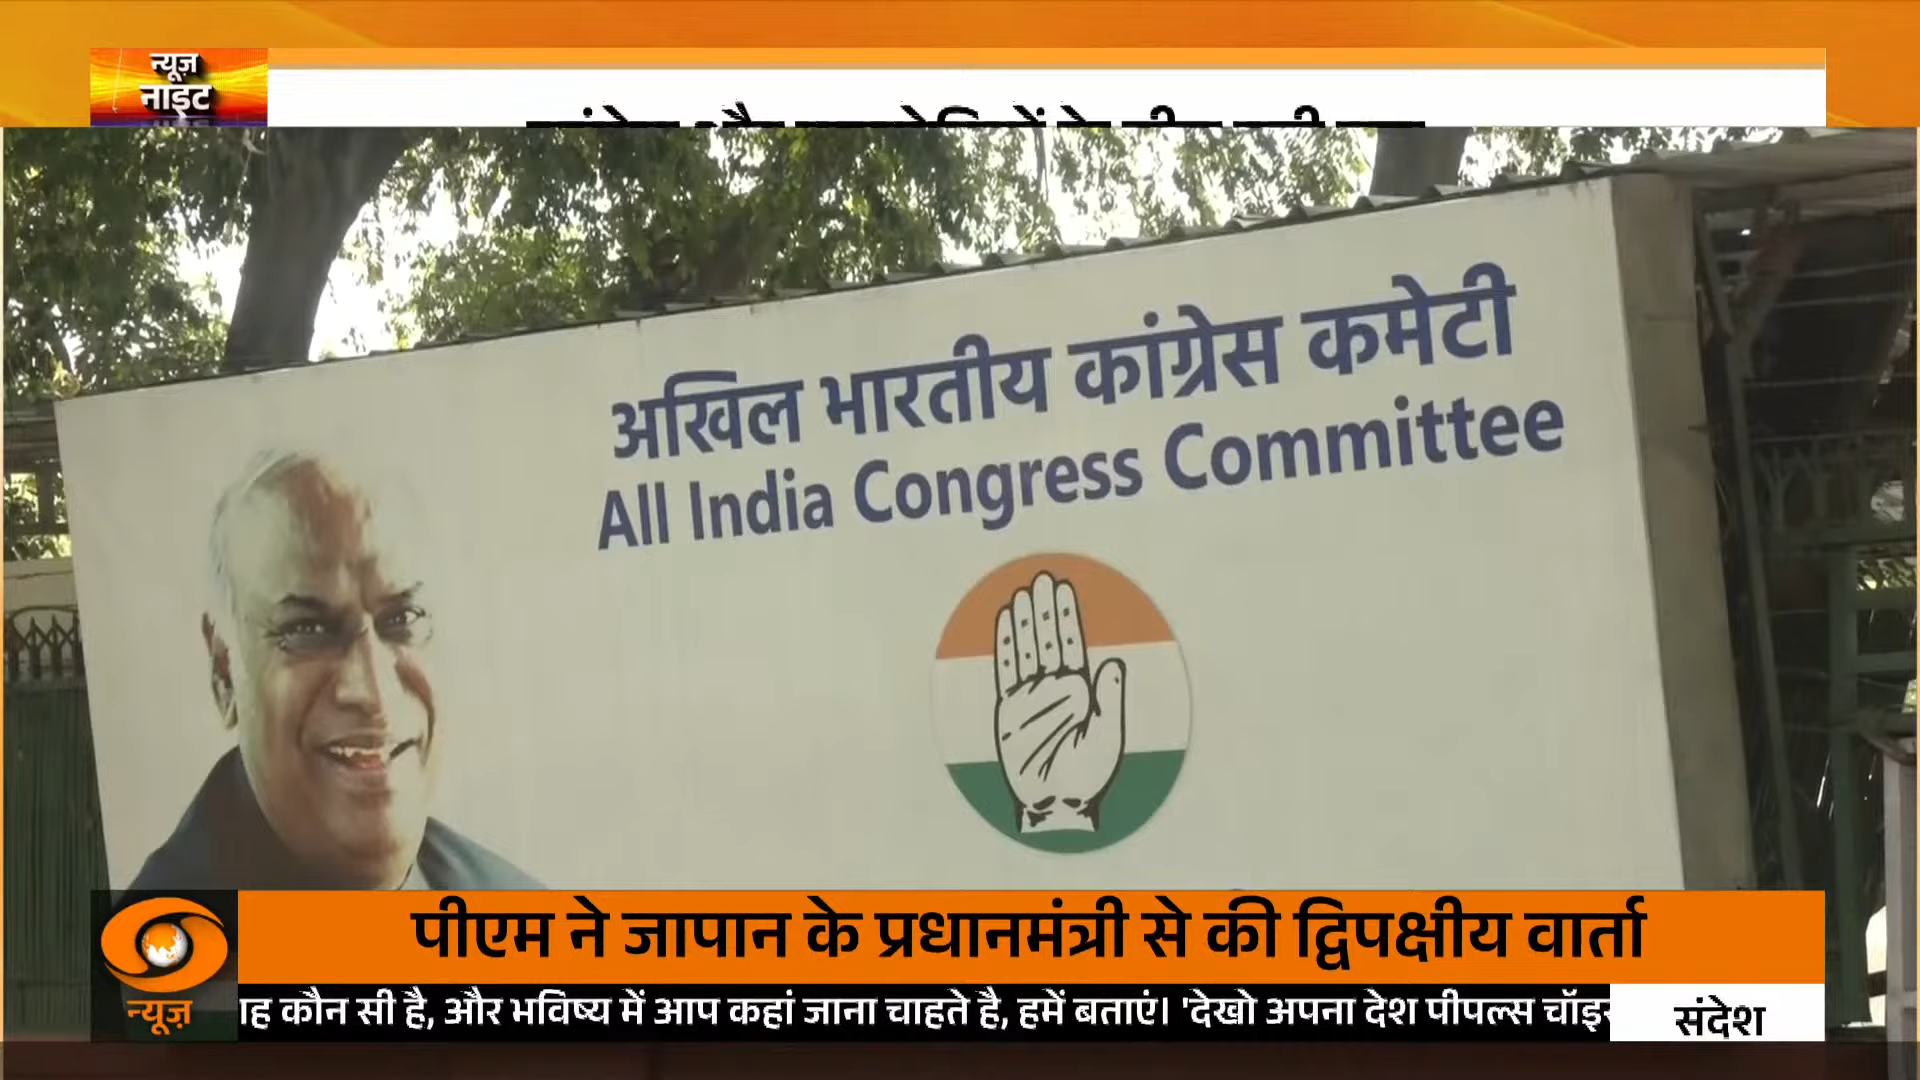 न्यूज़
नाइट
अखिल भारतीय कांग्रेस कमेटी
All India Congress Committee
पीएम ने जापान के प्रधानमंत्री से की द्विपक्षीय वार्ता
न्यूज़
कौन सी है, और भविष्य में आप कहां जाना चाहते है, हमें बताएं। 'देखो अपना देश पीपल्स
संदेश